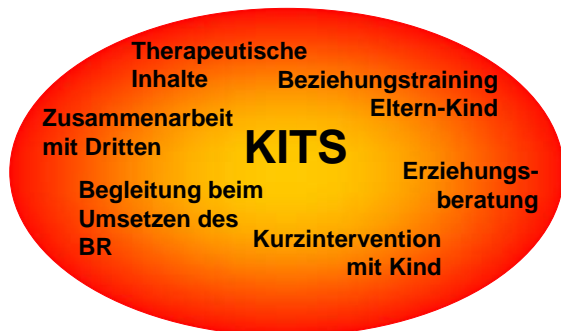 Therapeutische
Inhalte
Beziehungstraining
Eltern-Kind
Zusammenarbeit
mit Dritten
KITS
Erziehungs-
beratung
Begleitung beim
Umsetzen des
BR
Kurzintervention
mit Kind